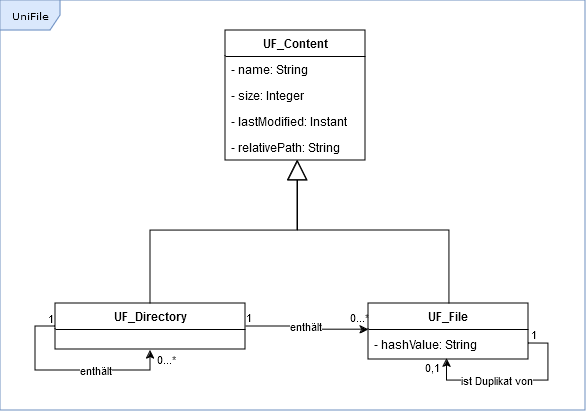 UniFile
UF_Content
- name: String
- size: Integer
- lastModified: Instant
- relativePath: String
UF_Directory
1
enthält
0...*
1
enthält
0...*
UF_File
- hashValue: String
1
0,1
ist Duplikat von